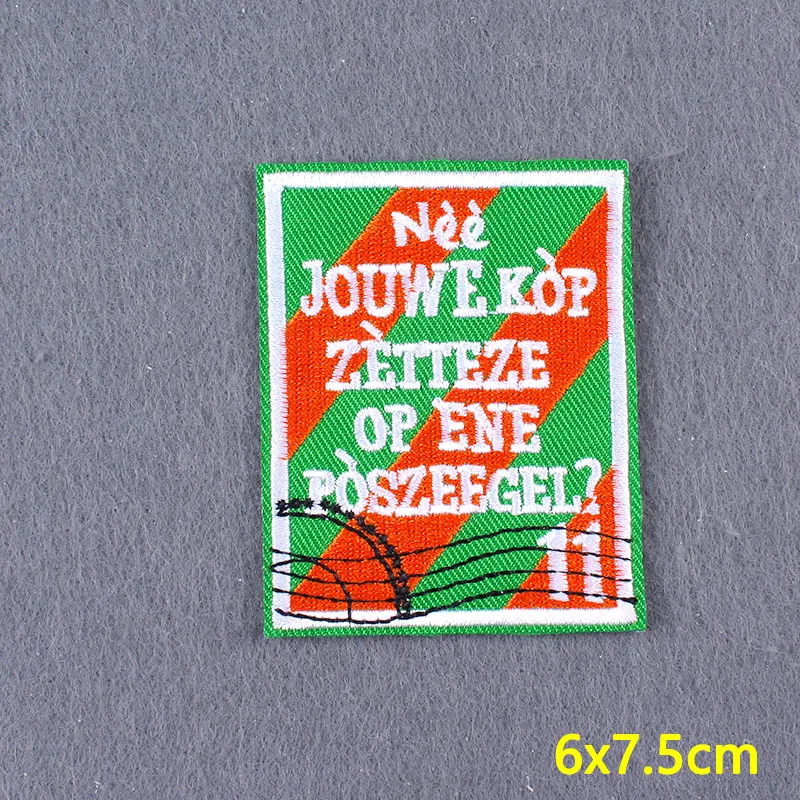 Nèè
JOUWE KÒP
ZÈTTEZE
OP 'ENE
PÒSZEEGEL?
11
6x7.5cm